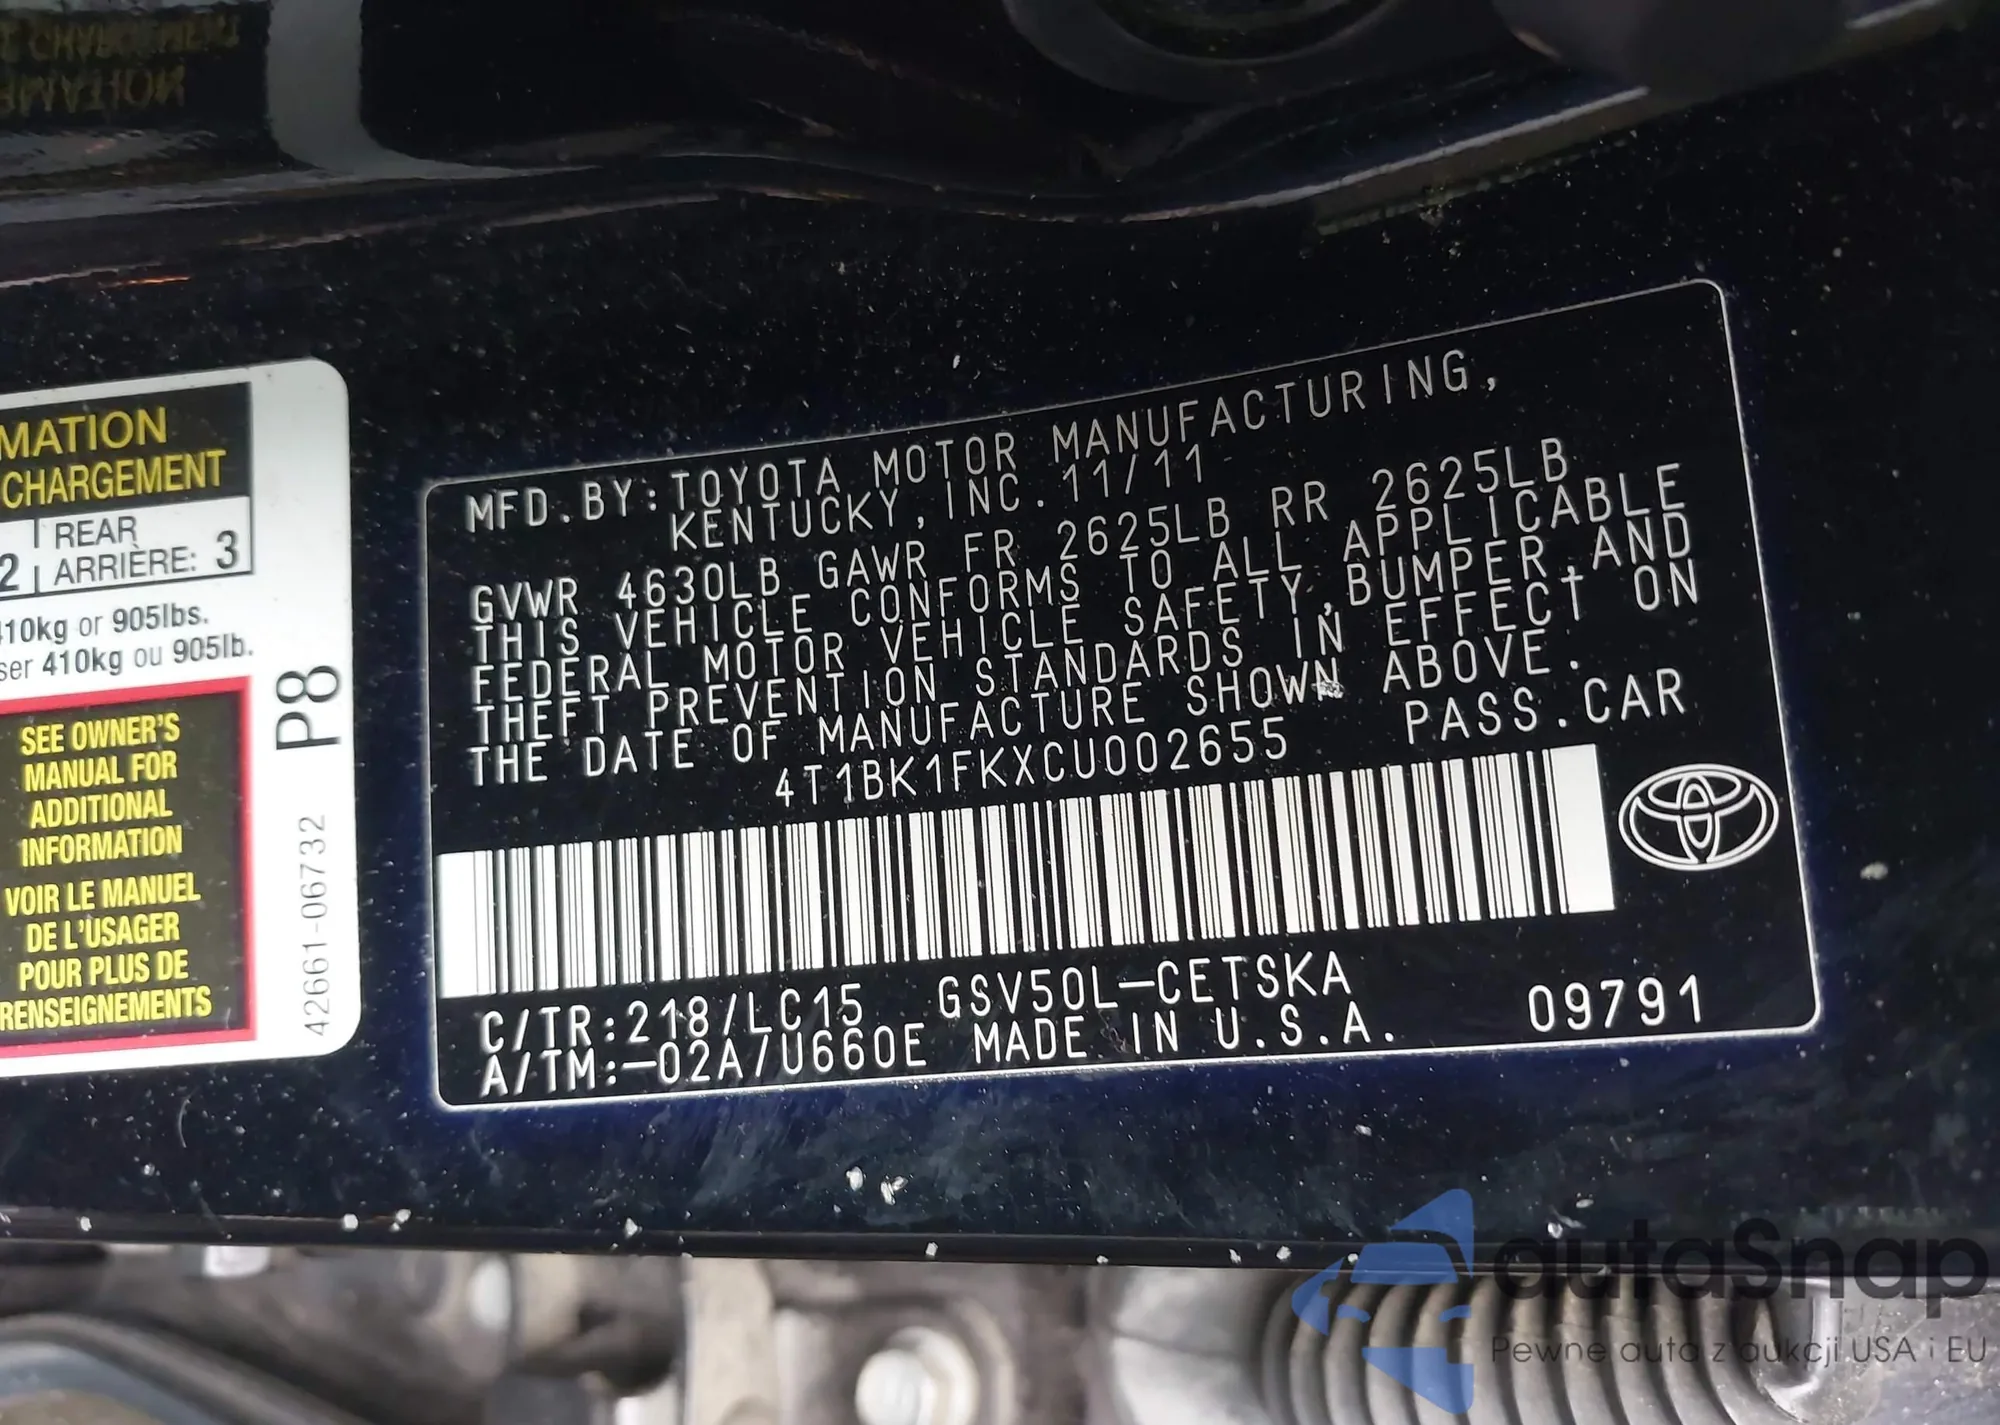 MATION
CHARGEMENT
2 REAR
ARRIÈRE: 3
410kg or 905lbs.
ser 410kg ou 905lb.
SEE OWNER'S
MANUAL FOR
ADDITIONAL
INFORMATION
VOIR LE MANUEL
DE L'USAGER
POUR PLUS DE
RENSEIGNEMENTS
P8
42661-06732
MFD.BY:TOYOTA MOTOR MANUFACTURING,
KENTUCKY,INC.11/11
GVWR 4630LB GAWR FR 2625LB RR 2625LB
THIS VEHICLE CONFORMS TO ALL APPLICABLE
FEDERAL MOTOR VEHICLE SAFETY,BUMPER,AND
THEFT PREVENTION STANDARDS IN EFFECT ON
THE DATE OF MANUFACTURE SHOWN ABOVE.
4T1BK1FKXCU002655 PASS.CAR
C/TR:218/LC15 GSV50L-CETSKA
A/TM:-02A/U660E MADE IN U.S.A. 09791
autaSnap
Pewne auta z aukcji USA i EU